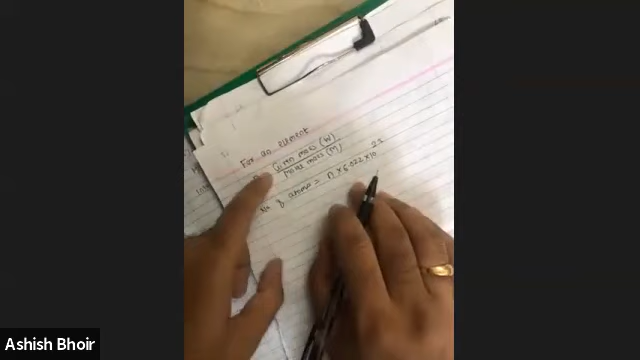 For an element
Given mass (W)
Molar mass (M)
No of atoms = n × 6.022 × 10 23
Ashish Bhoir